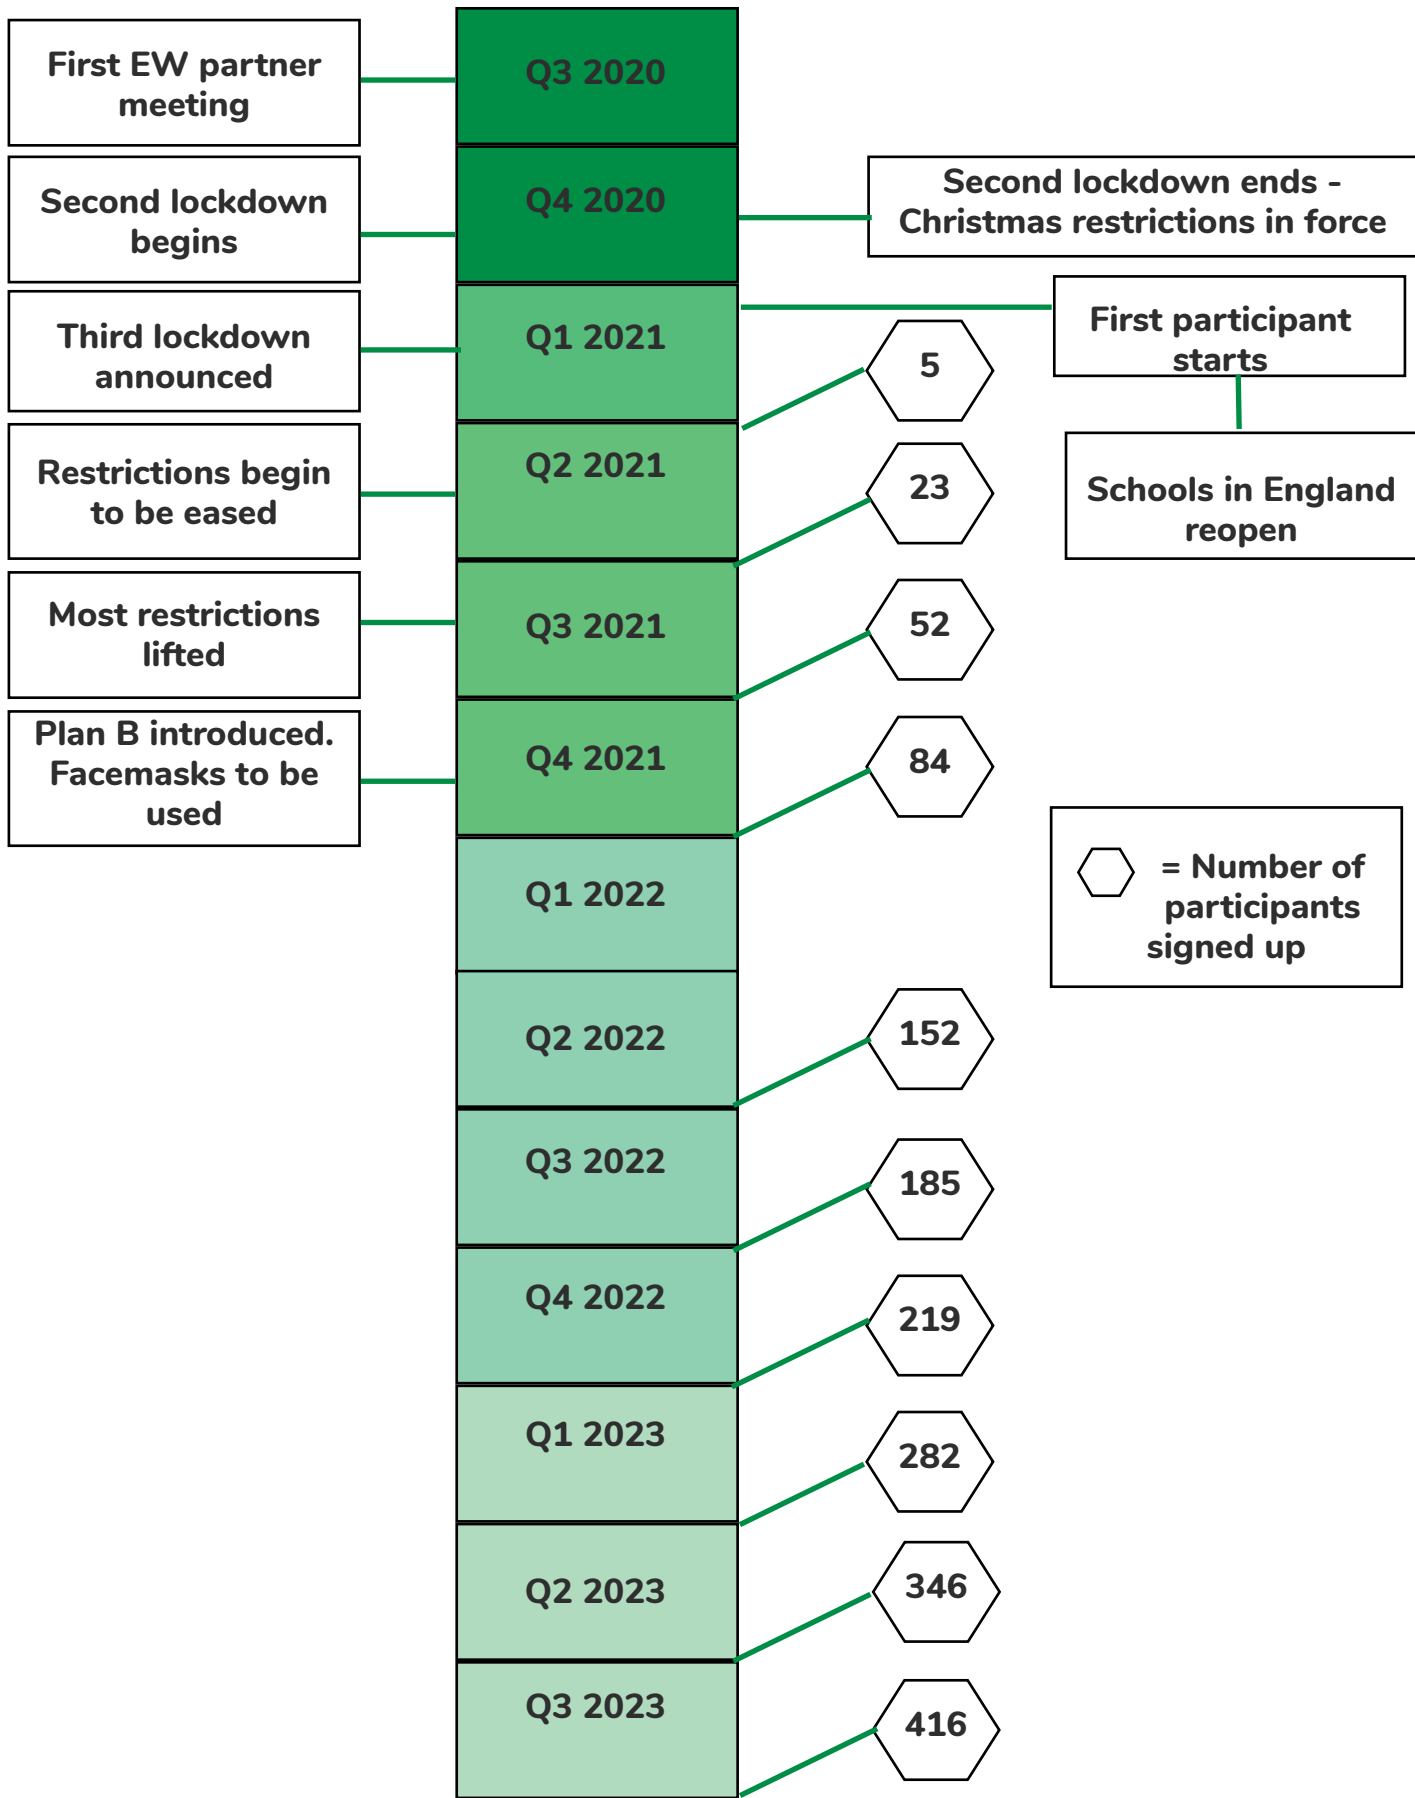 First EW partner
meeting
Q3 2020
Second lockdown
begins
Q4 2020
Second lockdown ends -
Christmas restrictions in force
Third lockdown
announced
Q1 2021
First participant
starts
5
Restrictions begin
to be eased
Q2 2021
23
Schools in England
reopen
Most restrictions
lifted
Q3 2021
52
Plan B introduced.
Facemasks to be
used
Q4 2021
84
Q1 2022
= Number of
participants
signed up
Q2 2022
152
Q3 2022
185
Q4 2022
219
Q1 2023
282
Q2 2023
346
Q3 2023
416